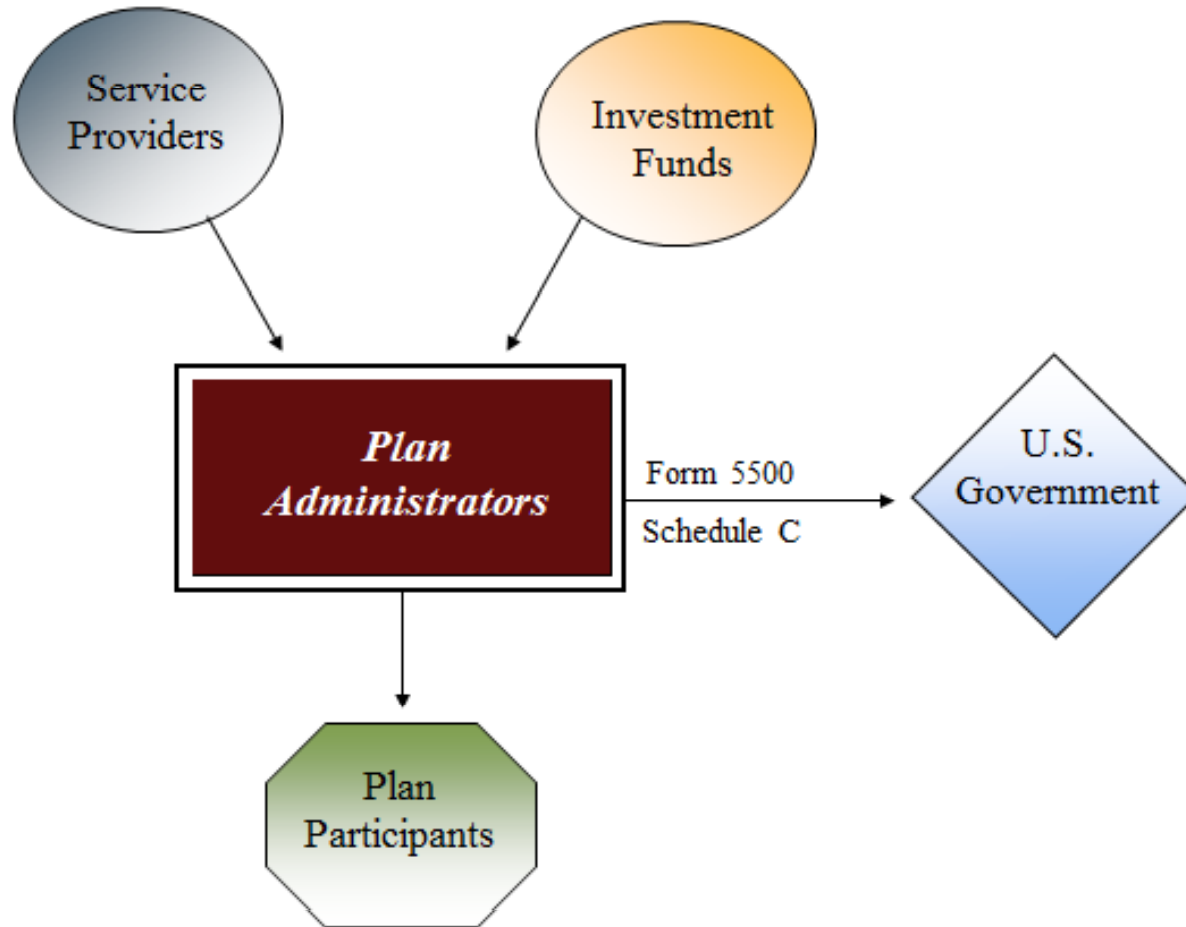 Service
Providers
Investment
Funds
Plan
Administrators
Form 5500
Schedule C
U.S.
Government
Plan
Participants